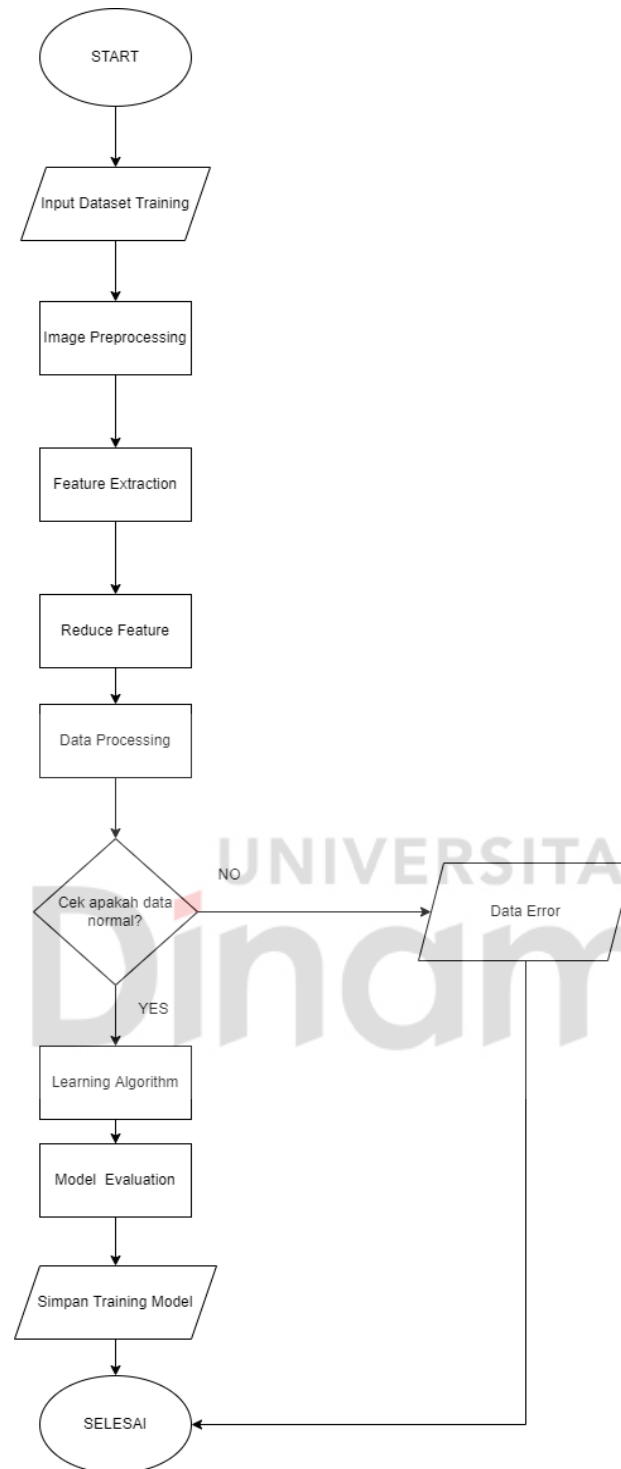 START
Input Dataset Training
Image Preprocessing
Feature Extraction
Reduce Feature
Data Processing
UNIVERSITA
Dinam
Cek apakah data
normal?
NO
Data Error
YES
Learning Algorithm
Model Evaluation
Simpan Training Model
SELESAI